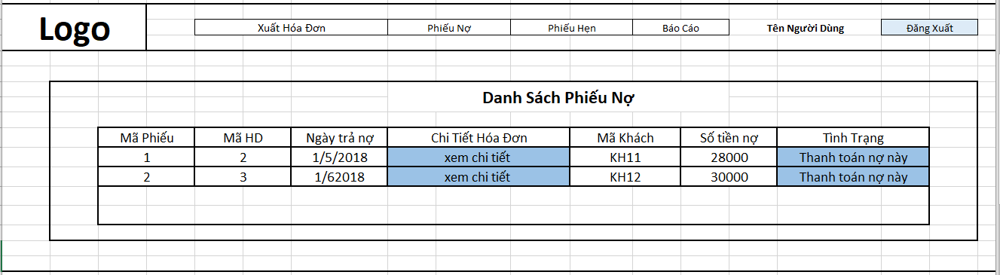 Logo
Xuất Hóa Đơn Phiếu Nợ Phiếu Hẹn Báo Cáo Tên Người Dùng Đăng Xuất
Danh Sách Phiếu Nợ
Mã Phiếu Mã HD Ngày trả nợ Chi Tiết Hóa Đơn Mã Khách Số tiền nợ Tình Trạng
1 2 1/5/2018 xem chi tiết KH11 28000 Thanh toán nợ này
2 3 1/62018 xem chi tiết KH12 30000 Thanh toán nợ này